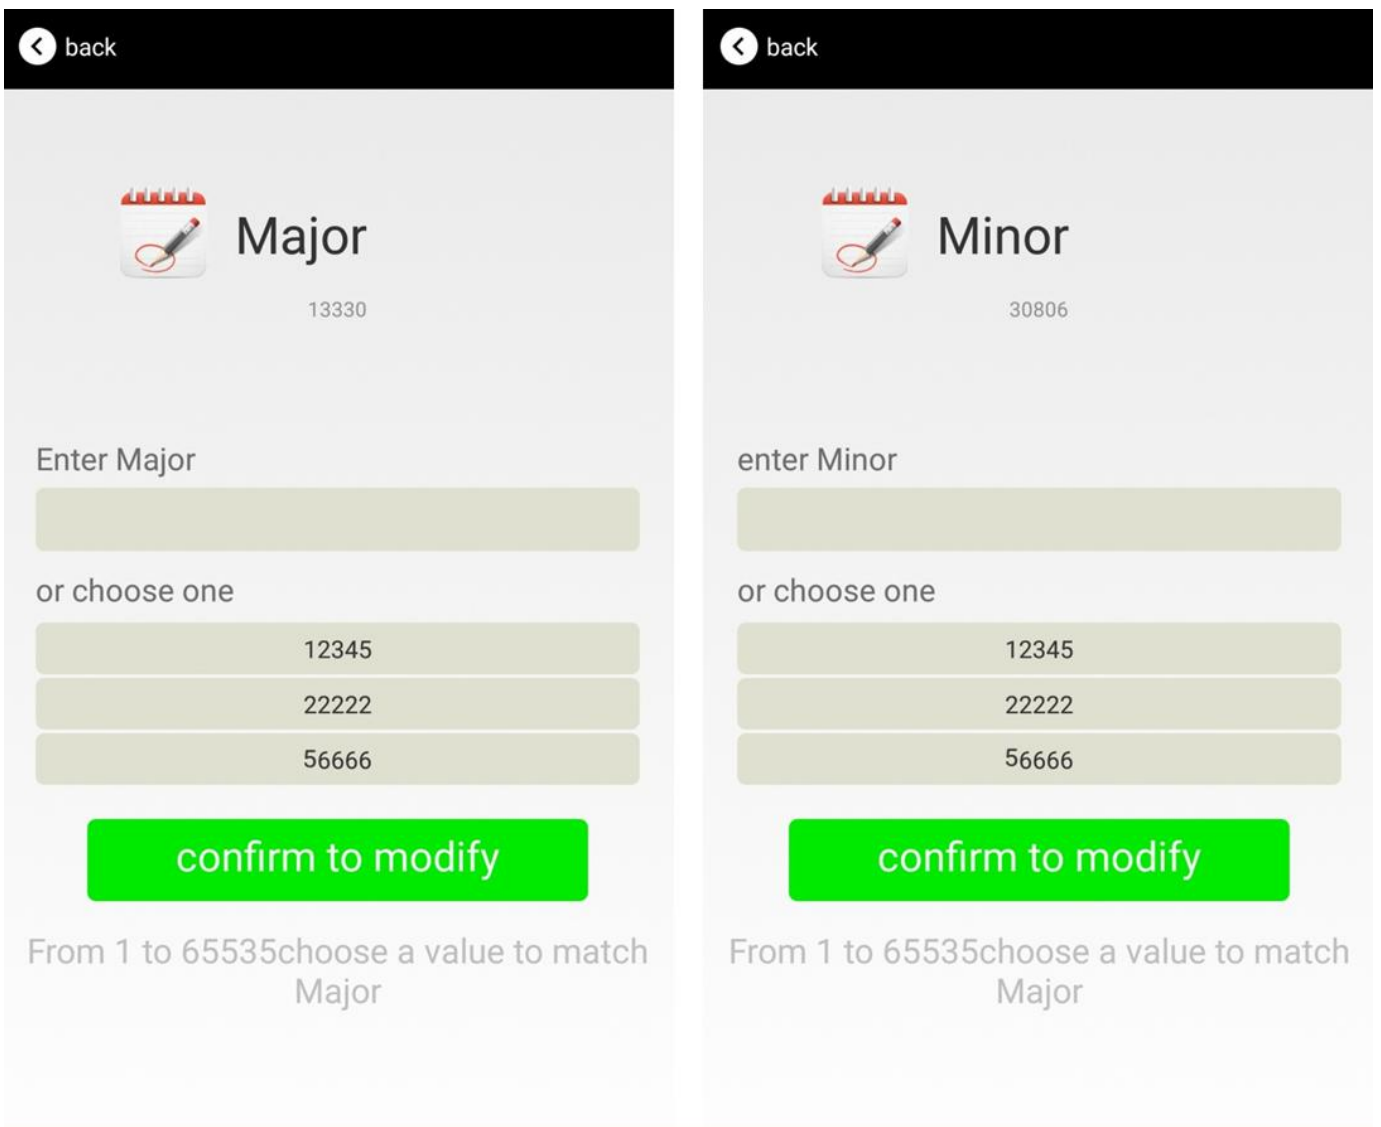 back
Major
13330
Enter Major
or choose one
12345
22222
56666
confirm to modify
From 1 to 65535choose a value to match
Major
back
Minor
30806
enter Minor
or choose one
12345
22222
56666
confirm to modify
From 1 to 65535choose a value to match
Major